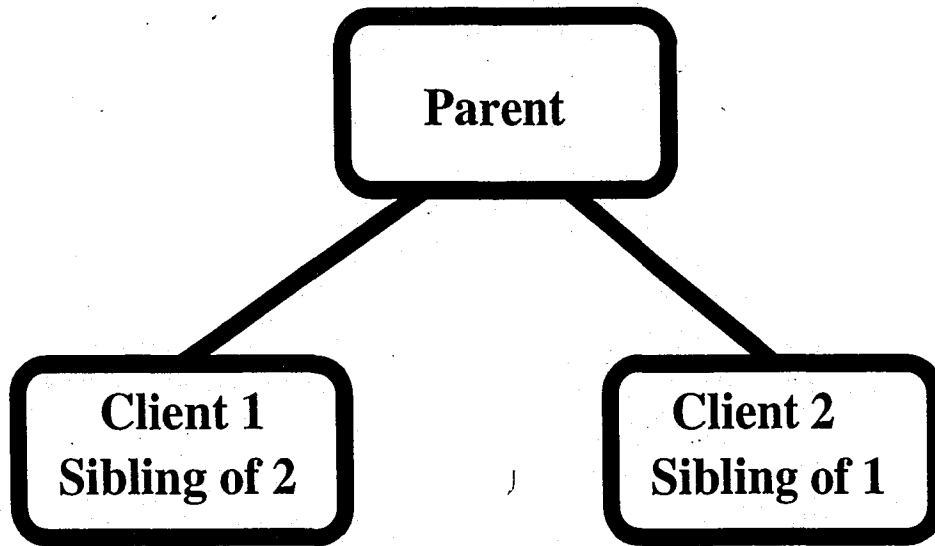 Parent
Client 1
Sibling of 2
Client 2
Sibling of 1